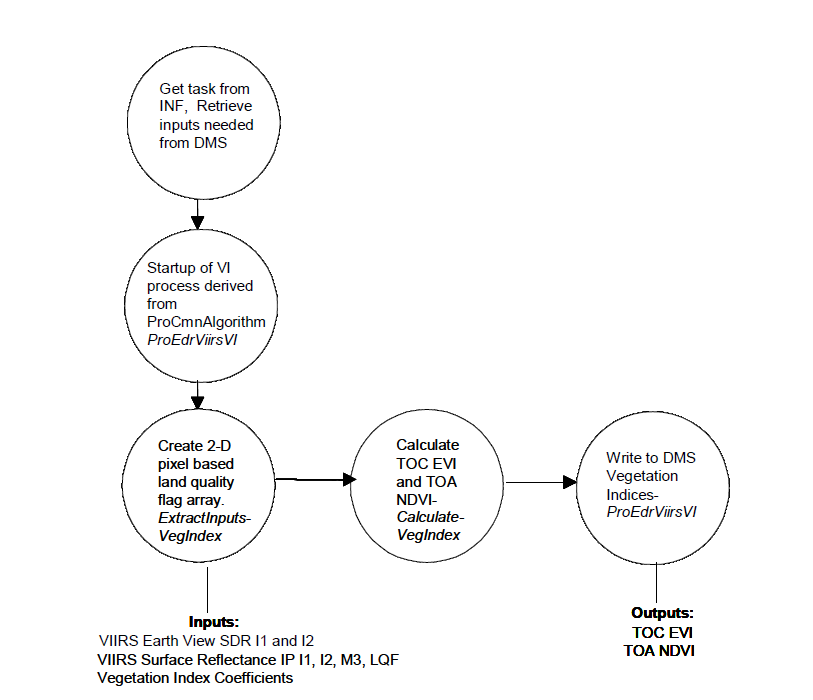 Get task from
INF,  Retrieve
inputs needed
from DMS
Startup of VI
process derived
from
ProCmnAlgorithm
ProEdrViirsVI
Create 2-D
pixel based
land quality
flag array.
ExtractInputs-
VegIndex
Calculate
TOC EVI
and TOA
NDVI-
Calculate-
VegIndex
Write to DMS
Vegetation
Indices-
ProEdrViirsVI
Inputs:
VIIRS Earth View SDR I1 and I2
VIIRS Surface Reflectance IP I1, I2, M3, LQF
Vegetation Index Coefficients
Outputs:
TOC EVI
TOA NDVI